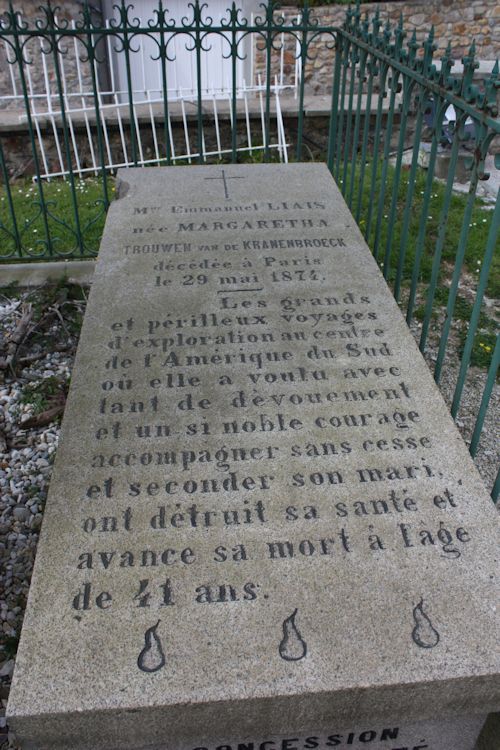 Mme Emmanuel LIAIS
née MARGARETHA
TROUWEN VAN DE KRANENBROECK
décédée à Paris
le 29 mai 1874.
Les grands
et périlleux voyages
d'exploration au centre
de l'Amérique du Sud
où elle a voulu avec
tant de dévouement
et un si noble courage
accompagner sans cesse
et seconder son mari,
ont détruit sa santé et
avancé sa mort à l'age
de 41 ans.
CONCESSION